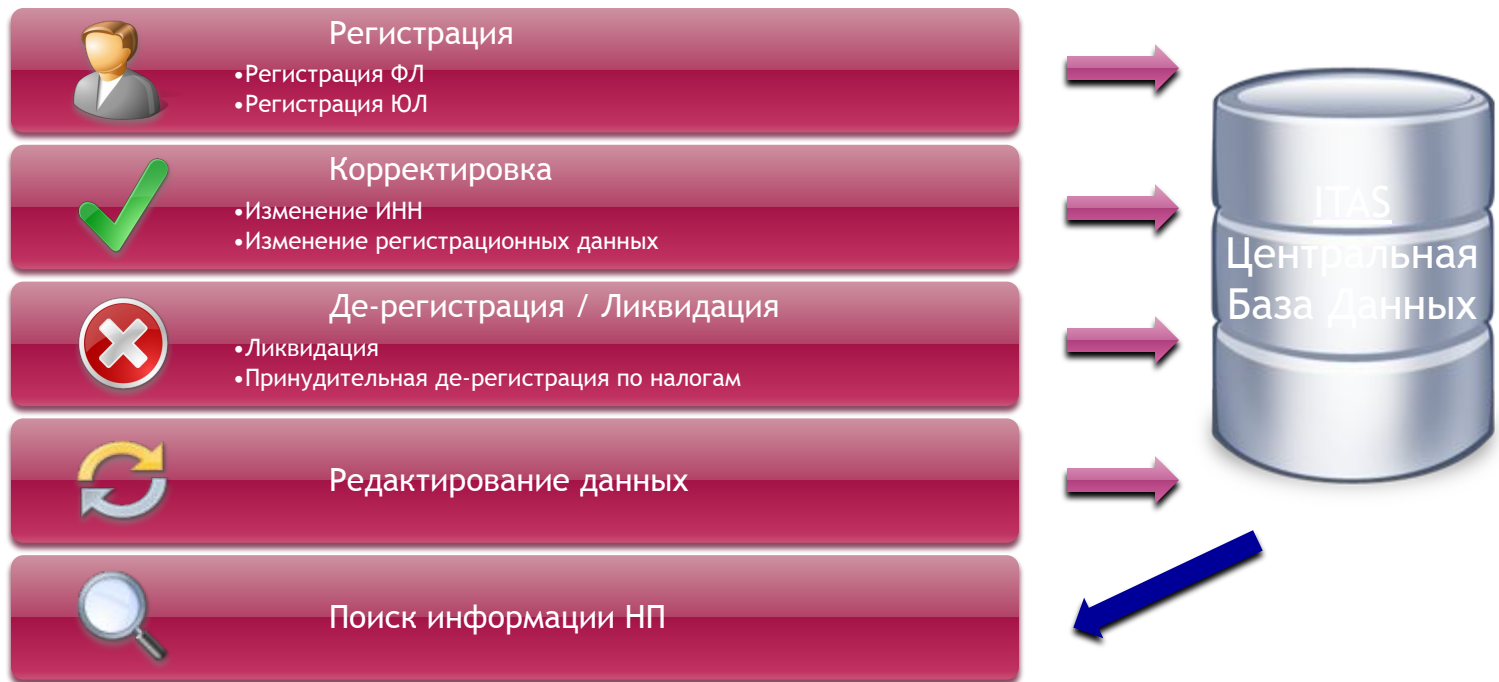 Регистрация
•Регистрация ФЛ
•Регистрация ЮЛ
Корректировка
•Изменение ИНН
•Изменение регистрационных данных
Де-регистрация / Ликвидация
•Ликвидация
•Принудительная де-регистрация по налогам
Редактирование данных
Поиск информации НП
ITAS
Центральная
База Данных